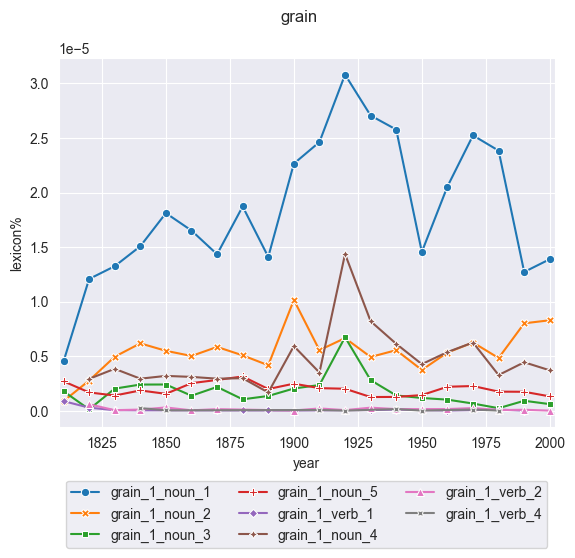 grain
1e−5
3.0
2.5
2.0
1.5
1.0
0.5
0.0
lexicon%
1825 1850 1875 1900 1925 1950 1975 2000
year
grain_1_noun_1 grain_1_noun_5 grain_1_verb_2
grain_1_noun_2 grain_1_verb_1 grain_1_verb_4
grain_1_noun_3 grain_1_noun_4